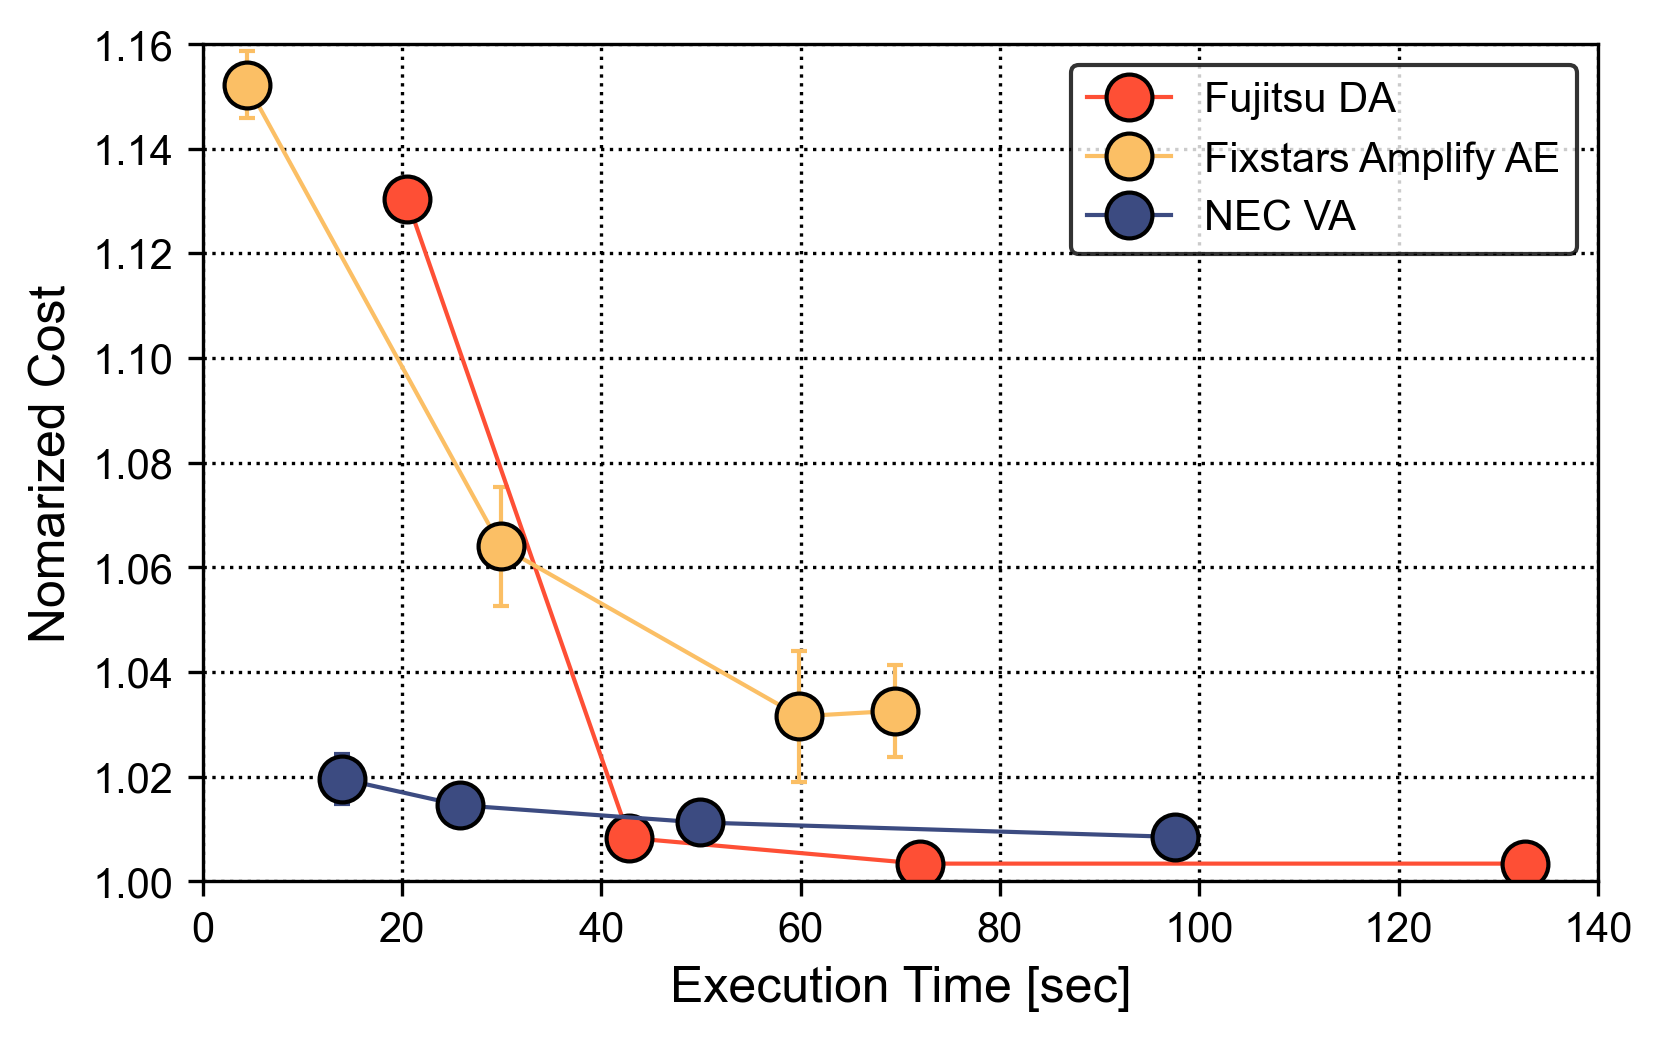 1.16
1.14
1.12
1.10
1.08
1.06
1.04
1.02
1.00
Nomarized Cost
0 20 40 60 80 100 120 140
Execution Time [sec]
Fujitsu DA
Fixstars Amplify AE
NEC VA